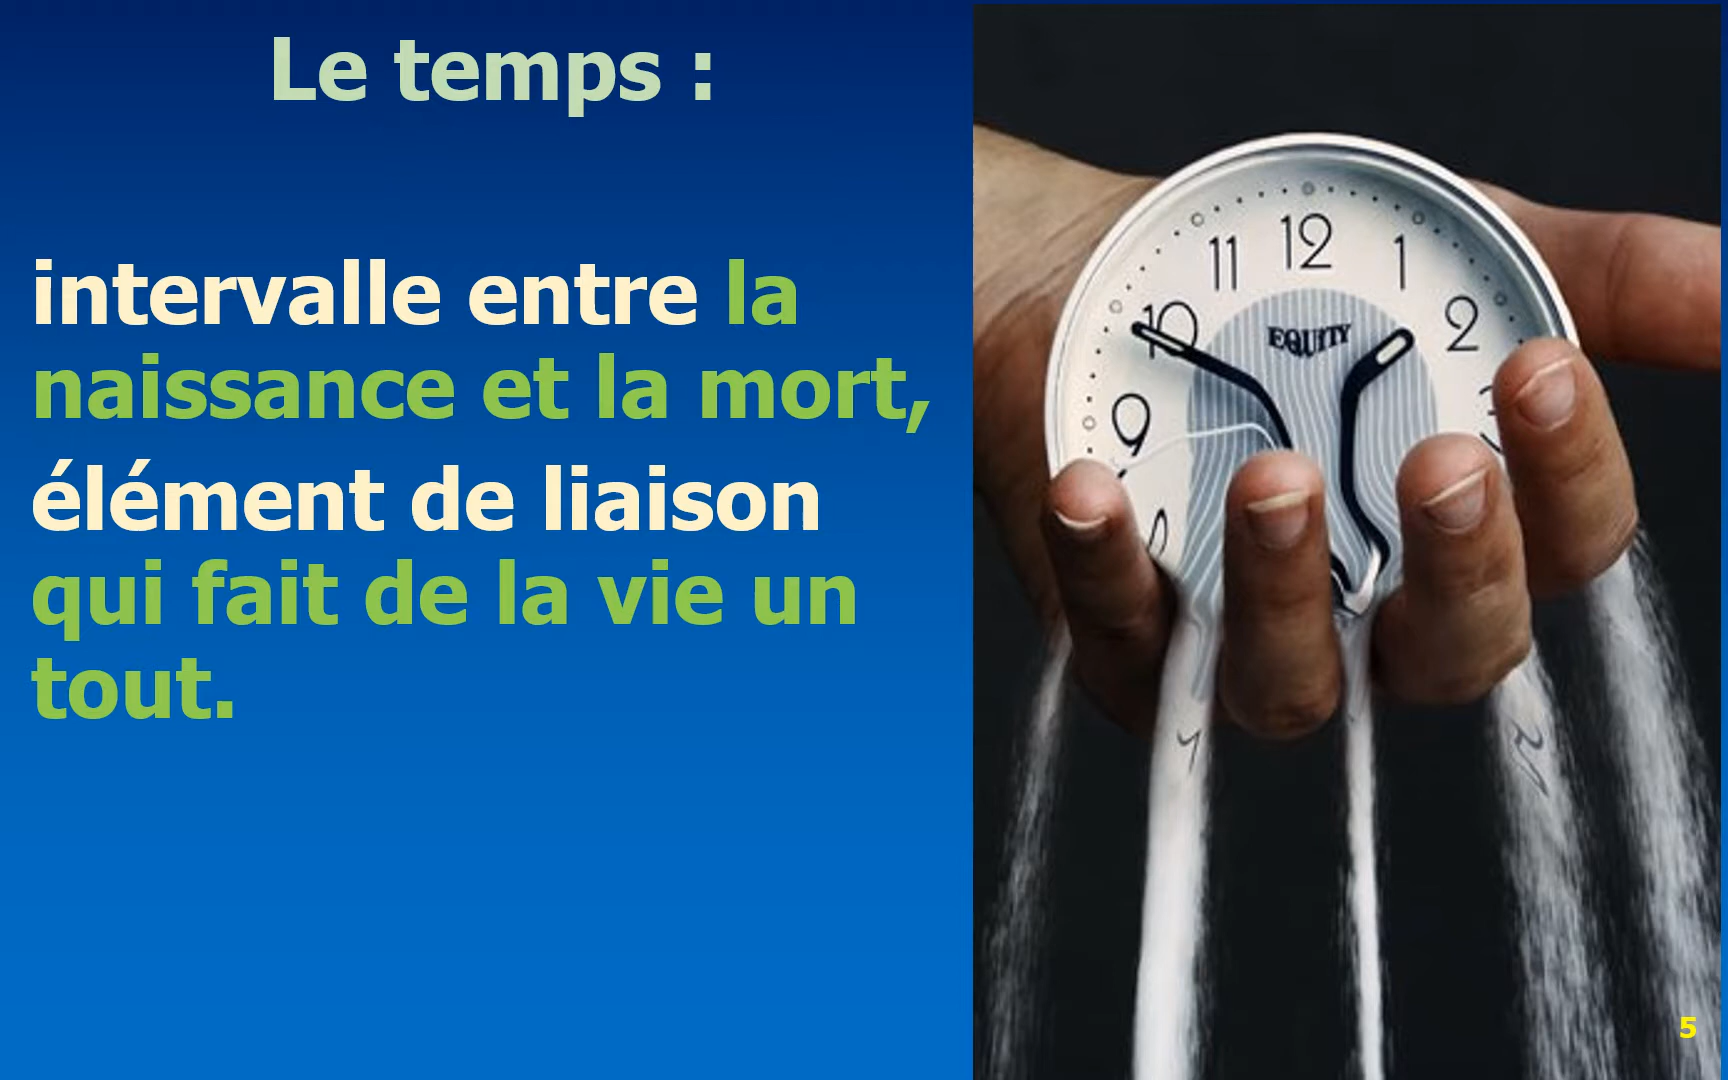 Le temps :
intervalle entre la
naissance et la mort,
élément de liaison
qui fait de la vie un
tout.
12
11
1
10
2
EQUITY
9
5